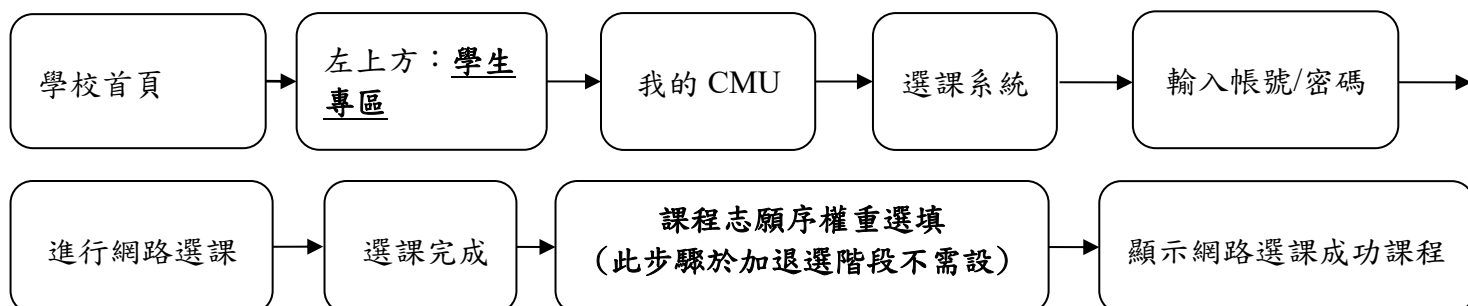 學校首頁
左上方：學生
專區
我的 CMU
選課系統
輸入帳號/密碼
進行網路選課
選課完成
課程志願序權重選填
（此步驟於加退選階段不需設）
顯示網路選課成功課程